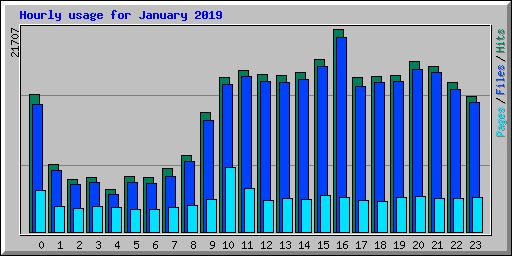 Hourly usage for January 2019
21707
Pages/Files/Hits
0 1 2 3 4 5 6 7 8 9 10 11 12 13 14 15 16 17 18 19 20 21 22 23